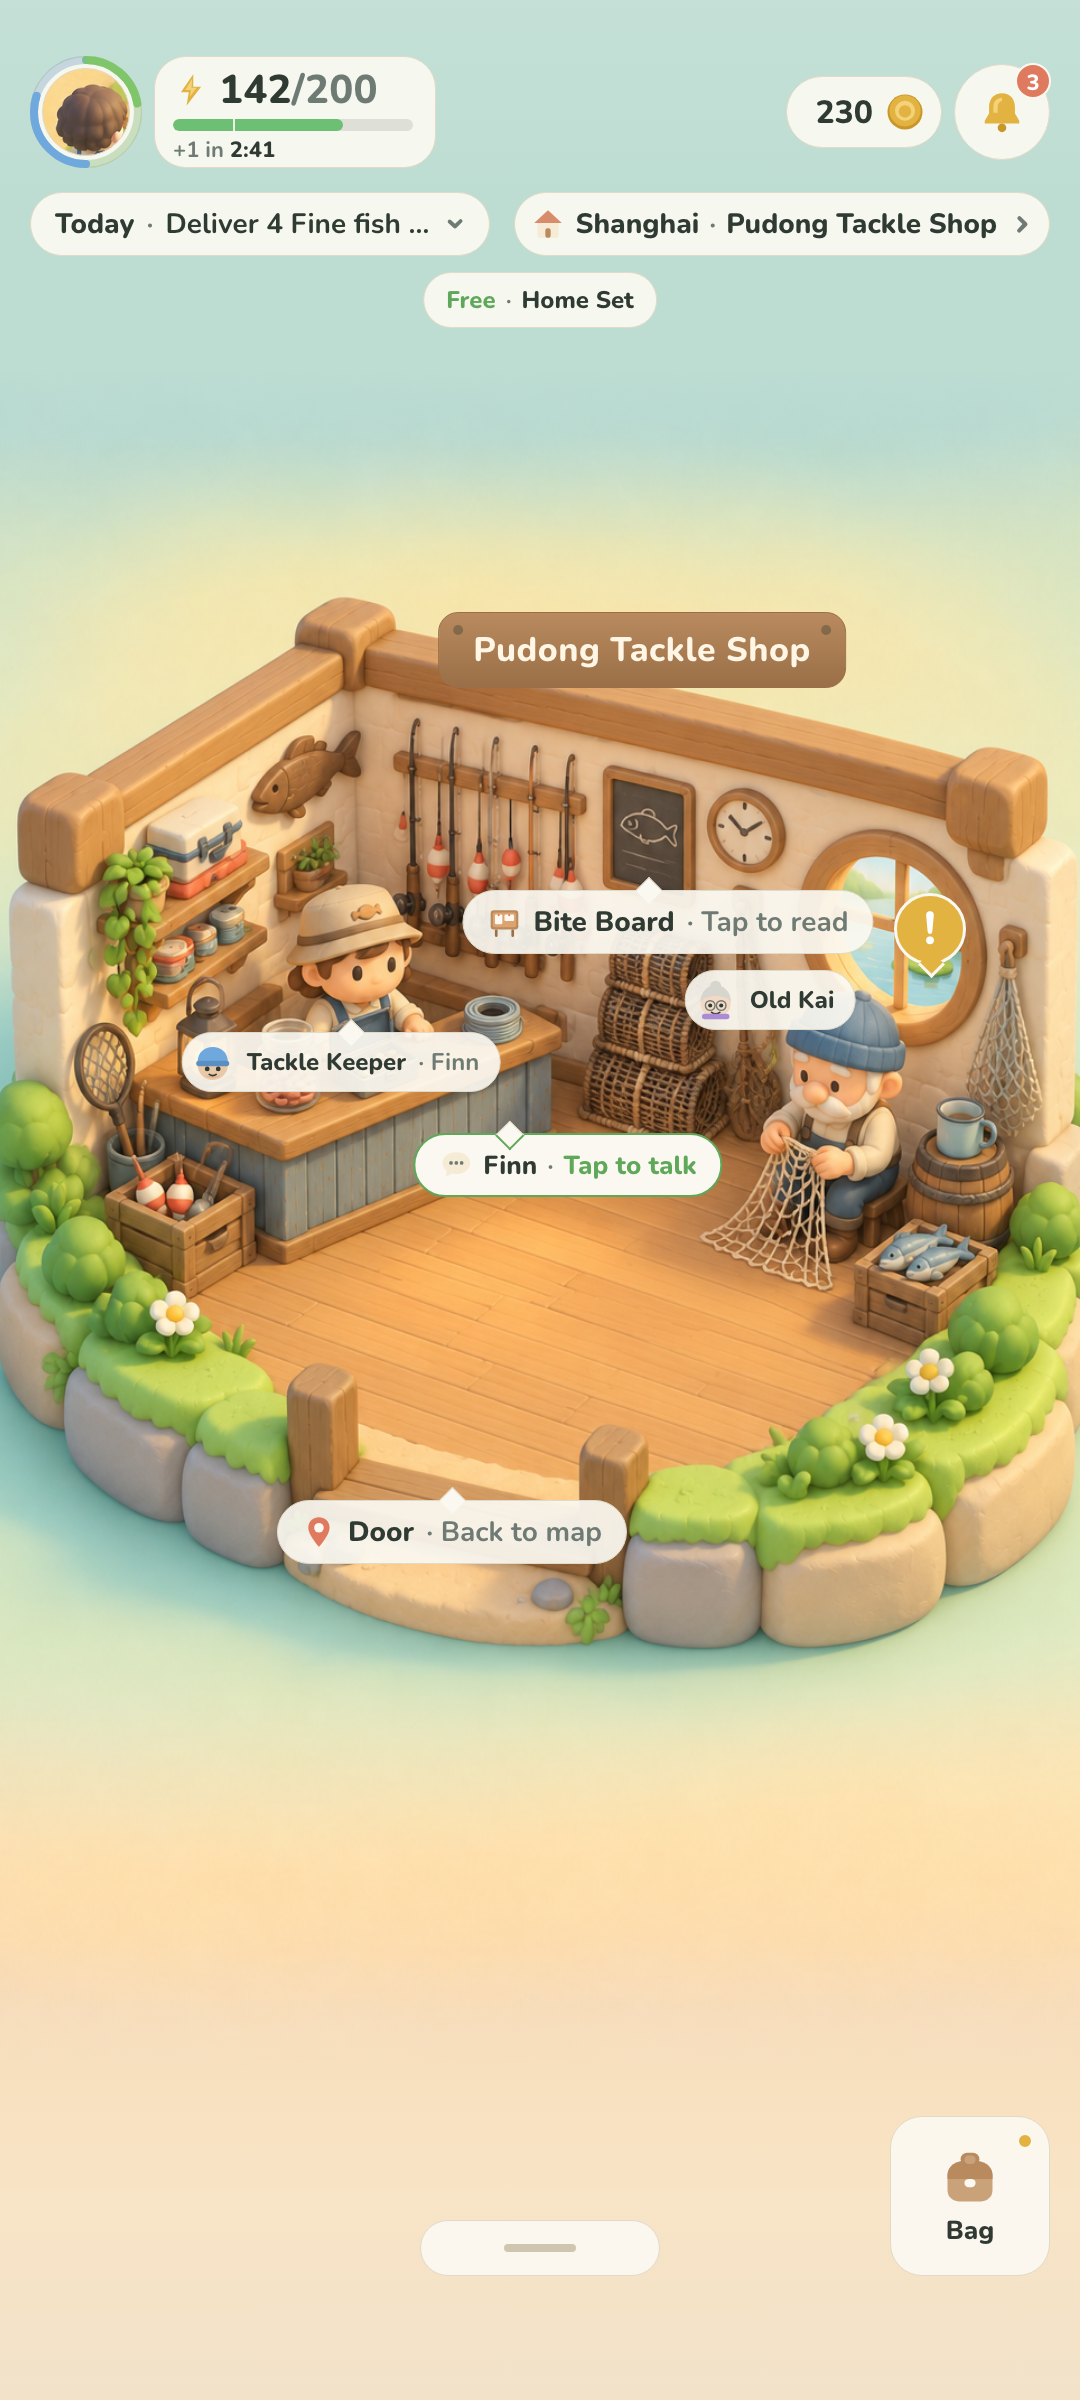 142/200
+1 in 2:41
230
3
Today · Deliver 4 Fine fish ...
Shanghai · Pudong Tackle Shop
Free · Home Set
Pudong Tackle Shop
Bite Board · Tap to read
!
Old Kai
Tackle Keeper · Finn
Finn · Tap to talk
Door · Back to map
Bag